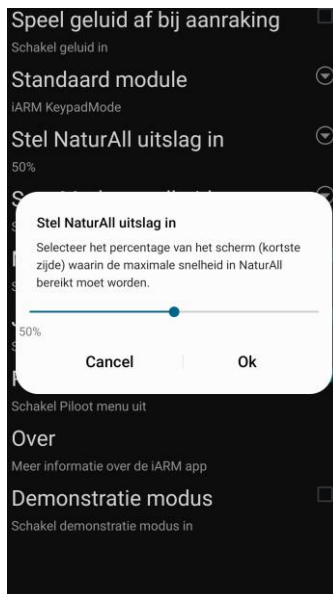 Speel geluid af bij aanraking
Schakel geluid in
Standaard module
iARM KeypadMode
Stel NaturAll uitslag in
50%
Stel NaturAll uitslag in
Selecteer het percentage van het scherm (kortste
zijde) waarin de maximale snelheid in NaturAll
bereikt moet worden.
50%
Cancel
Ok
Schakel Piloot menu uit
Over
Meer informatie over de iARM app
Demonstratie modus
Schakel demonstratie modus in